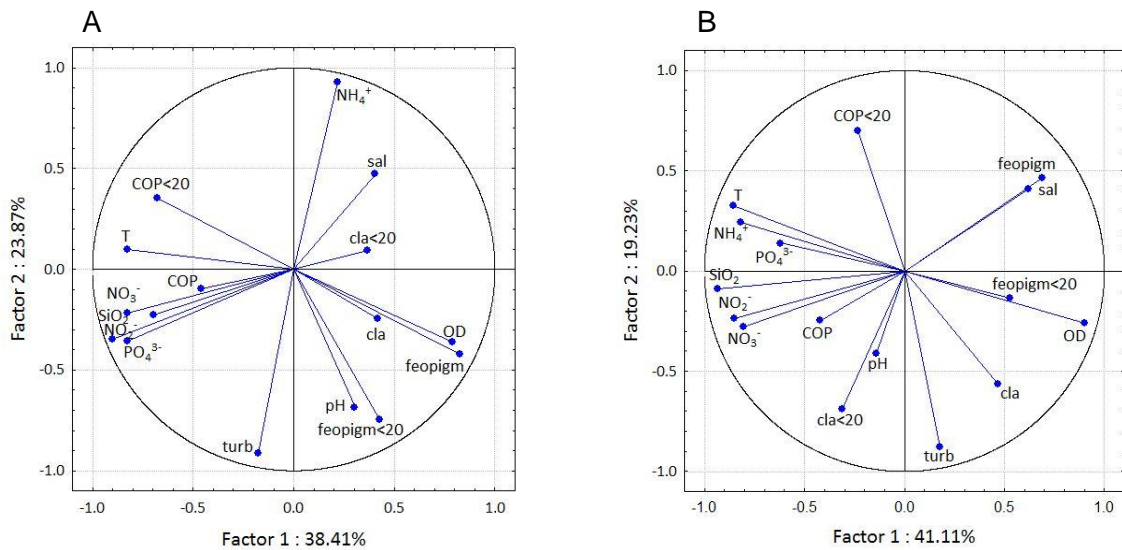 A
1.0
0.5
0.0
-0.5
-1.0
Factor 2 : 23.87%
NH₄⁺
sal
COP<20
T
cla<20
COP
NO₃⁻
SiO₂
NO₂⁻
PO₄³⁻
cla
OD
feopigm
pH
feopigm<20
turb
-1.0 -0.5 0.0 0.5 1.0
Factor 1 : 38.41%
B
1.0
0.5
0.0
-0.5
-1.0
Factor 2 : 19.23%
COP<20
feopigm
sal
T
NH₄⁺
PO₄³⁻
SiO₂
feopigm<20
NO₂⁻
NO₃⁻
COP
OD
pH
cla
cla<20
turb
-1.0 -0.5 0.0 0.5 1.0
Factor 1 : 41.11%